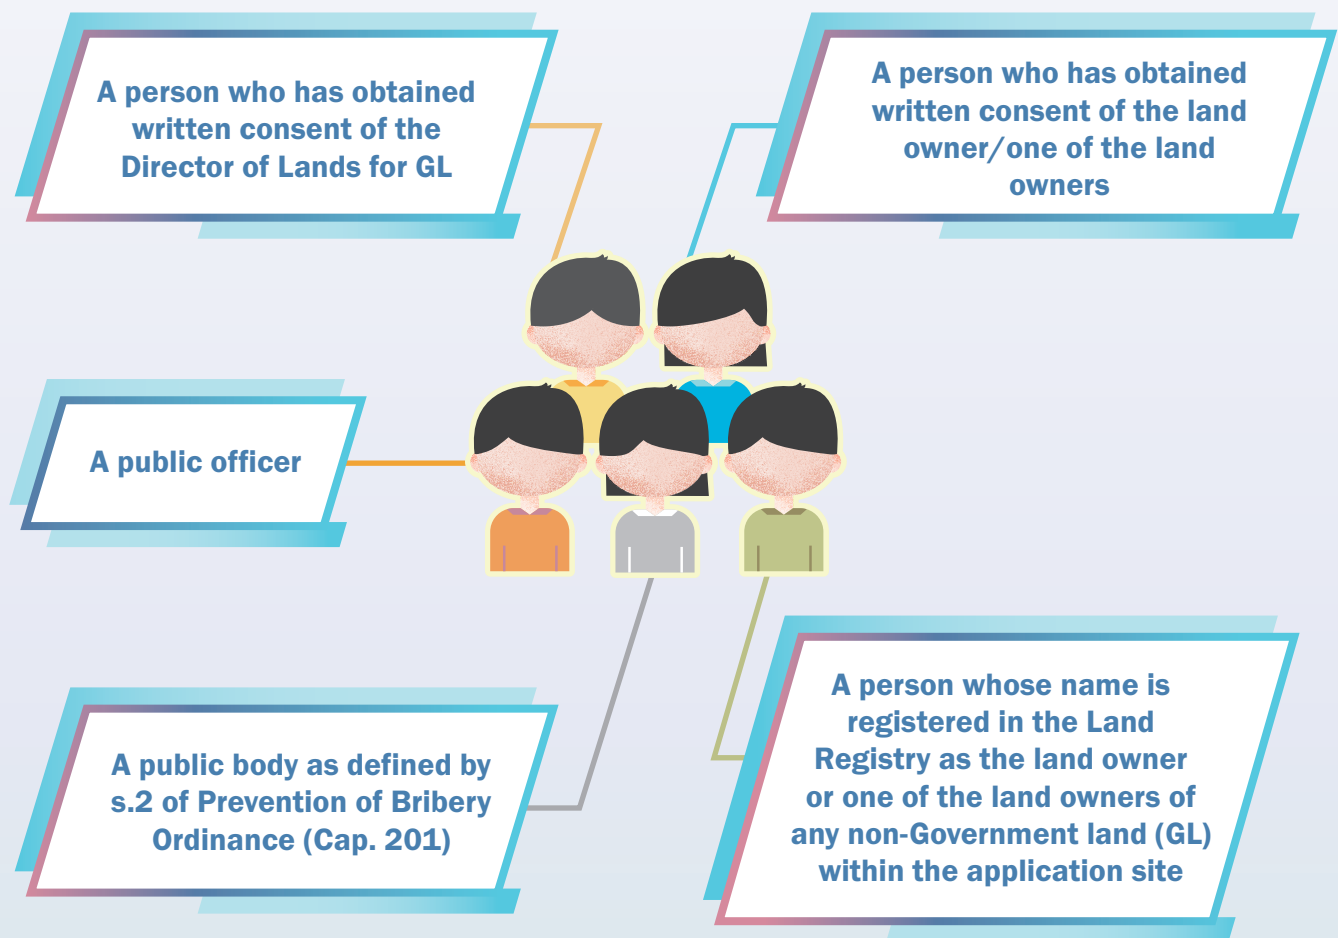 A person who has obtained
written consent of the
Director of Lands for GL
A person who has obtained
written consent of the land
owner/one of the land
owners
A public officer
A public body as defined by
s.2 of Prevention of Bribery
Ordinance (Cap. 201)
A person whose name is
registered in the Land
Registry as the land owner
or one of the land owners of
any non-Government land (GL)
within the application site